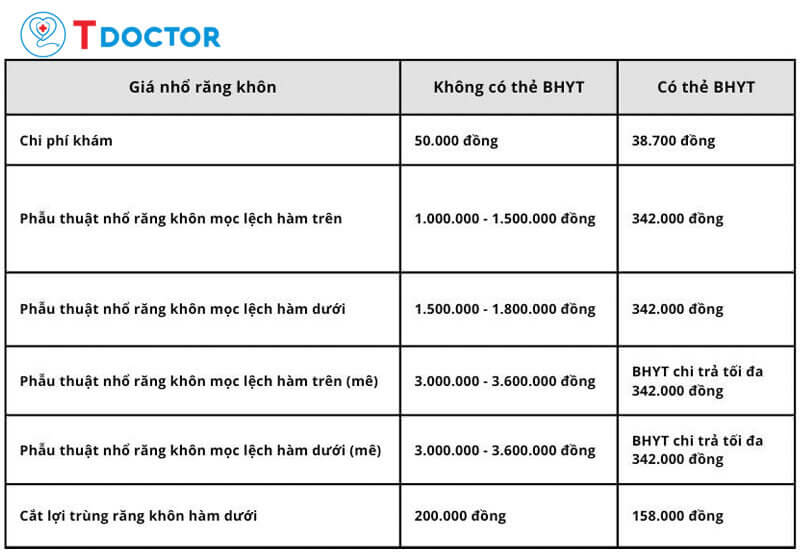 T DOCTOR
Giá nhổ răng khôn Không có thẻ BHYT Có thẻ BHYT
Chi phí khám 50.000 đồng 38.700 đồng
Phẫu thuật nhổ răng khôn mọc lệch hàm trên 1.000.000 - 1.500.000 đồng 342.000 đồng
Phẫu thuật nhổ răng khôn mọc lệch hàm dưới 1.500.000 - 1.800.000 đồng 342.000 đồng
Phẫu thuật nhổ răng khôn mọc lệch hàm trên (mê) 3.000.000 - 3.600.000 đồng BHYT chi trả tối đa
342.000 đồng
Phẫu thuật nhổ răng khôn mọc lệch hàm dưới (mê) 3.000.000 - 3.600.000 đồng BHYT chi trả tối đa
342.000 đồng
Cắt lợi trùng răng khôn hàm dưới 200.000 đồng 158.000 đồng